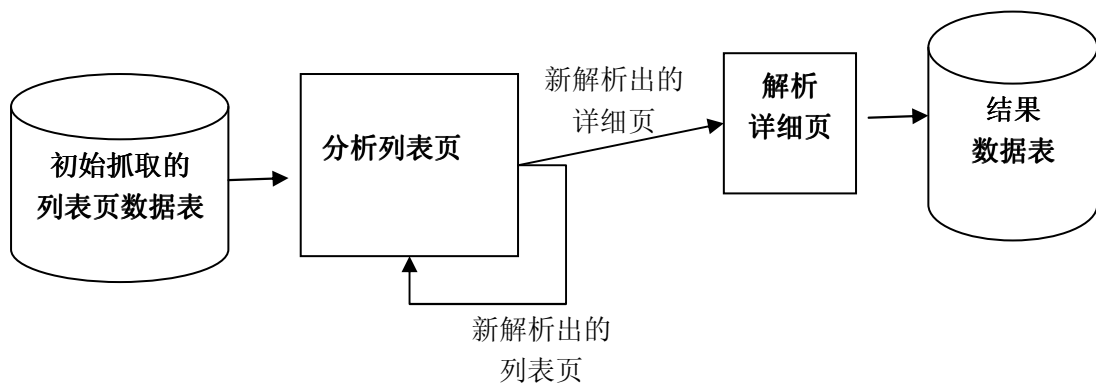 初始抓取的
列表页数据表
分析列表页
新解析出的
详细页
新解析出的
列表页
解析
详细页
结果
数据表